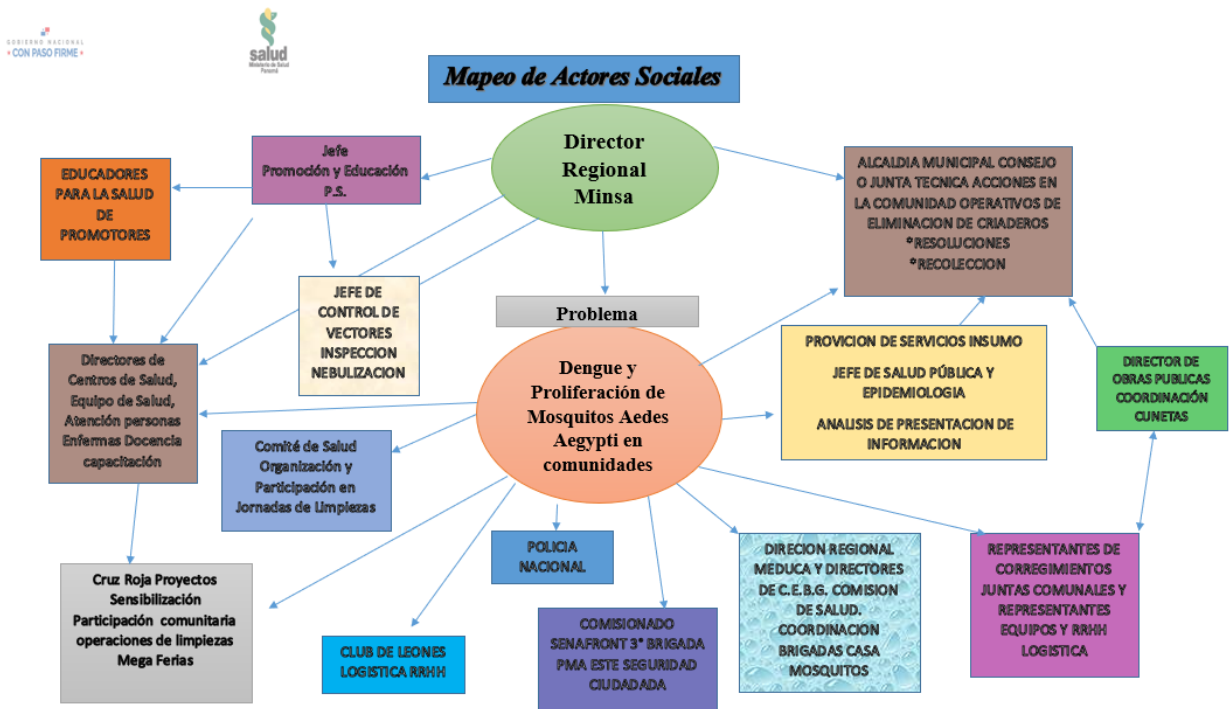 GOBIERNO NACIONAL
• CON PASO FIRME •
salud
Ministerio de Salud
Panamá
Mapeo de Actores Sociales
Director
Regional
Minsa
Jefe
Promoción y Educación
P.S.
EDUCADORES
PARA LA SALUD
DE
PROMOTORES
ALCALDIA MUNICIPAL CONSEJO
O JUNTA TECNICA ACCIONES EN
LA COMUNIDAD OPERATIVOS DE
ELIMINACION DE CRIADEROS
*RESOLUCIONES
*RECOLECCION
JEFE DE
CONTROL DE
VECTORES
INSPECCION
NEBULIZACION
Problema
Dengue y
Proliferación de
Mosquitos Aedes
Aegypti en
comunidades
PROVICION DE SERVICIOS INSUMO
JEFE DE SALUD PÚBLICA Y
EPIDEMIOLOGIA
ANALISIS DE PRESENTACION DE
INFORMACION
DIRECTOR DE
OBRAS PUBLICAS
COORDINACIÓN
CUNETAS
Directores de
Centros de Salud,
Equipo de Salud,
Atención personas
Enfermas Docencia
capacitación
Comité de Salud
Organización y
Participación en
Jornadas de Limpiezas
POLICIA
NACIONAL
DIRECION REGIONAL
MEDUCA Y DIRECTORES
DE C.E.B.G. COMISION
DE SALUD.
COORDINACION
BRIGADAS CASA
MOSQUITOS
REPRESENTANTES DE
CORREGIMIENTOS
JUNTAS COMUNALES Y
REPRESENTANTES
EQUIPOS Y RRHH
LOGISTICA
Cruz Roja Proyectos
Sensibilización
Participación comunitaria
operaciones de limpiezas
Mega Ferias
CLUB DE LEONES
LOGISTICA RRHH
COMISIONADO
SENAFRONT 3° BRIGADA
PMA ESTE SEGURIDAD
CIUDADADA